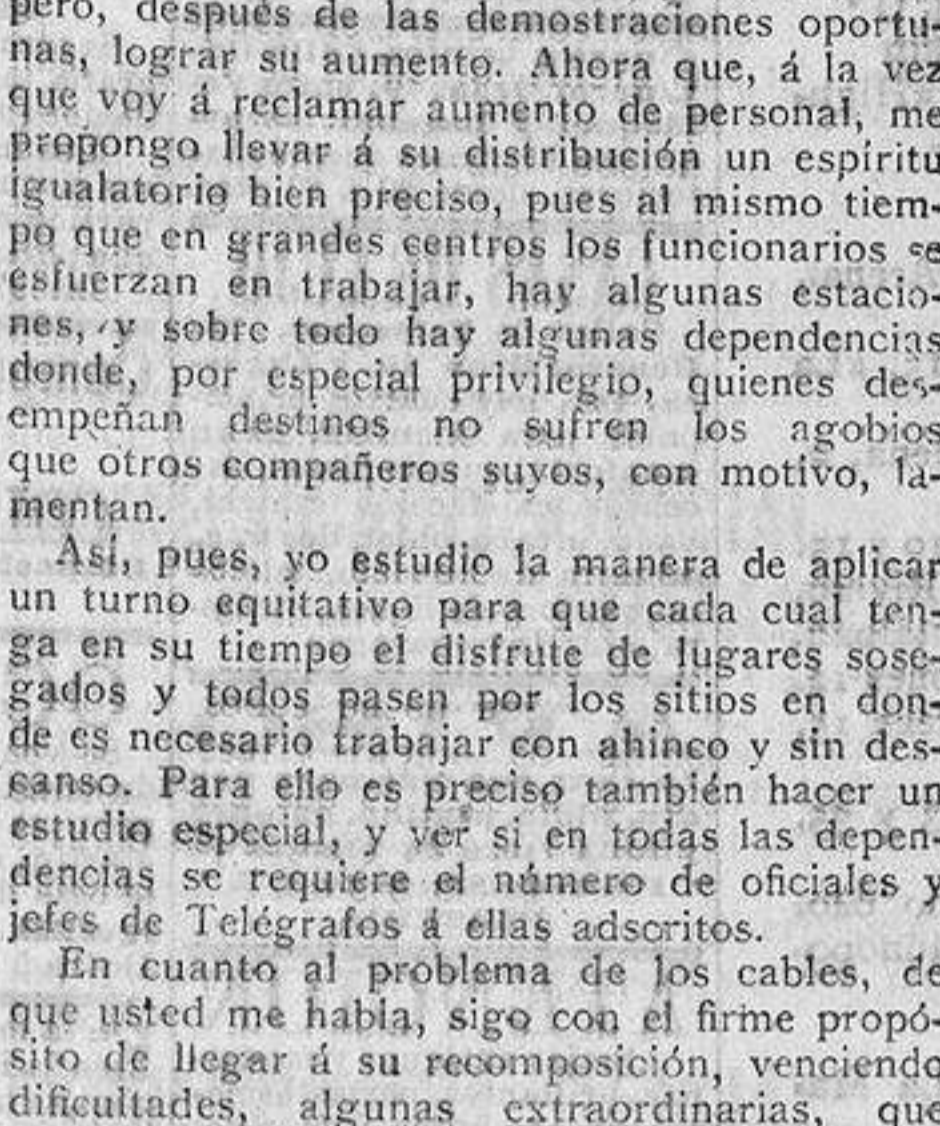 pero, después de las demostraciones oportu-
nas, lograr su aumento. Ahora que, á la vez
que voy á reclamar aumento de personal, me
propongo llevar á su distribución un espíritu
igualatorio bien preciso, pues al mismo tiem-
po que en grandes centros los funcionarios se
esfuerzan en trabajar, hay algunas estacio-
nes, y sobre todo hay algunas dependencias
donde, por especial privilegio, quienes des-
empeñan destinos no sufren los agobios
que otros compañeros suyos, con motivo, la-
mentan.
Así, pues, yo estudio la manera de aplicar
un turno equitativo para que cada cual ten-
ga en su tiempo el disfrute de lugares sose-
gados y todos pasen por los sitios en don-
de es necesario trabajar con ahinco y sin des-
canso. Para ello es preciso también hacer un
estudio especial, y ver si en todas las depen-
dencias se requiere el número de oficiales y
jefes de Telégrafos á ellas adscritos.
En cuanto al problema de los cables, de
que usted me habla, sigo con el firme propó-
sito de llegar á su recomposición, venciendo
dificultades, algunas extraordinarias, que